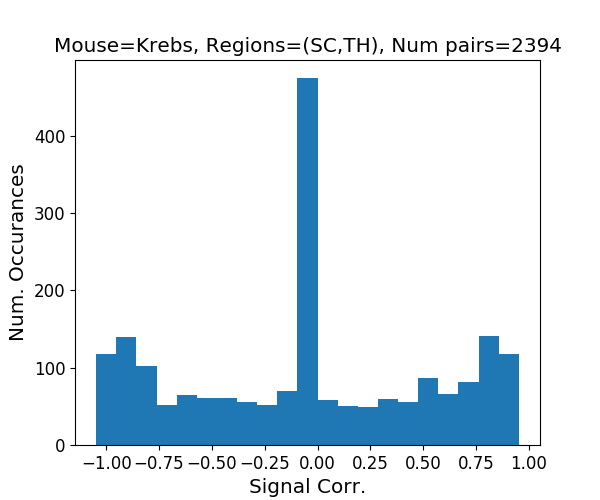 Mouse=Krebs, Regions=(SC,TH), Num pairs=2394
400
300
200
100
0
Num. Occurances
−1.00 −0.75 −0.50 −0.25 0.00 0.25 0.50 0.75 1.00
Signal Corr.